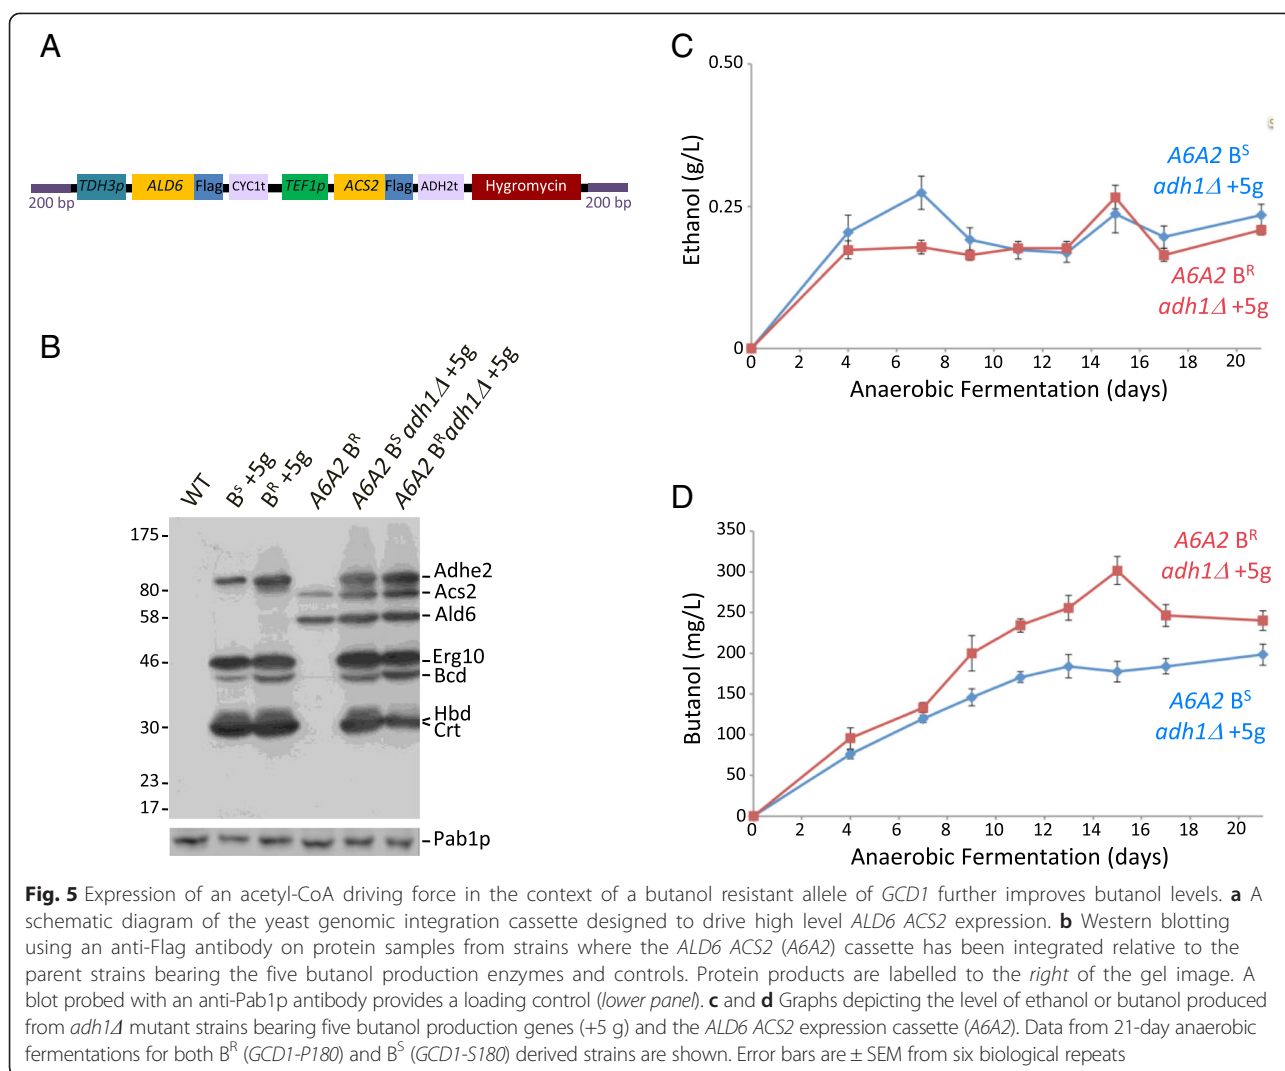 A
TDH3p ALD6 Flag CYC1t TEF1p ACS2 Flag ADH2t Hygromycin
200 bp 200 bp
B
WT
Bˢ +5g
Bᴿ +5g
A6A2 Bᴿ
A6A2 Bˢ adh1Δ +5g
A6A2 Bᴿ adh1Δ +5g
175
80
58
46
30
23
17
Adhe2
Acs2
Ald6
Erg10
Bcd
Hbd
Crt
Pab1p
C
Ethanol (g/L)
0.50
0.25
0
0 2 4 6 8 10 12 14 16 18 20
Anaerobic Fermentation (days)
A6A2 Bˢ
adh1Δ +5g
A6A2 Bᴿ
adh1Δ +5g
D
Butanol (mg/L)
350
300
250
200
150
100
50
0
0 2 4 6 8 10 12 14 16 18 20
Anaerobic Fermentation (days)
A6A2 Bᴿ
adh1Δ +5g
A6A2 Bˢ
adh1Δ +5g
Fig. 5 Expression of an acetyl-CoA driving force in the context of a butanol resistant allele of GCD1 further improves butanol levels. a A
schematic diagram of the yeast genomic integration cassette designed to drive high level ALD6 ACS2 expression. b Western blotting
using an anti-Flag antibody on protein samples from strains where the ALD6 ACS2 (A6A2) cassette has been integrated relative to the
parent strains bearing the five butanol production enzymes and controls. Protein products are labelled to the right of the gel image. A
blot probed with an anti-Pab1p antibody provides a loading control (lower panel). c and d Graphs depicting the level of ethanol or butanol produced
from adh1Δ mutant strains bearing five butanol production genes (+5 g) and the ALD6 ACS2 expression cassette (A6A2). Data from 21-day anaerobic
fermentations for both Bᴿ (GCD1-P180) and Bˢ (GCD1-S180) derived strains are shown. Error bars are ± SEM from six biological repeats